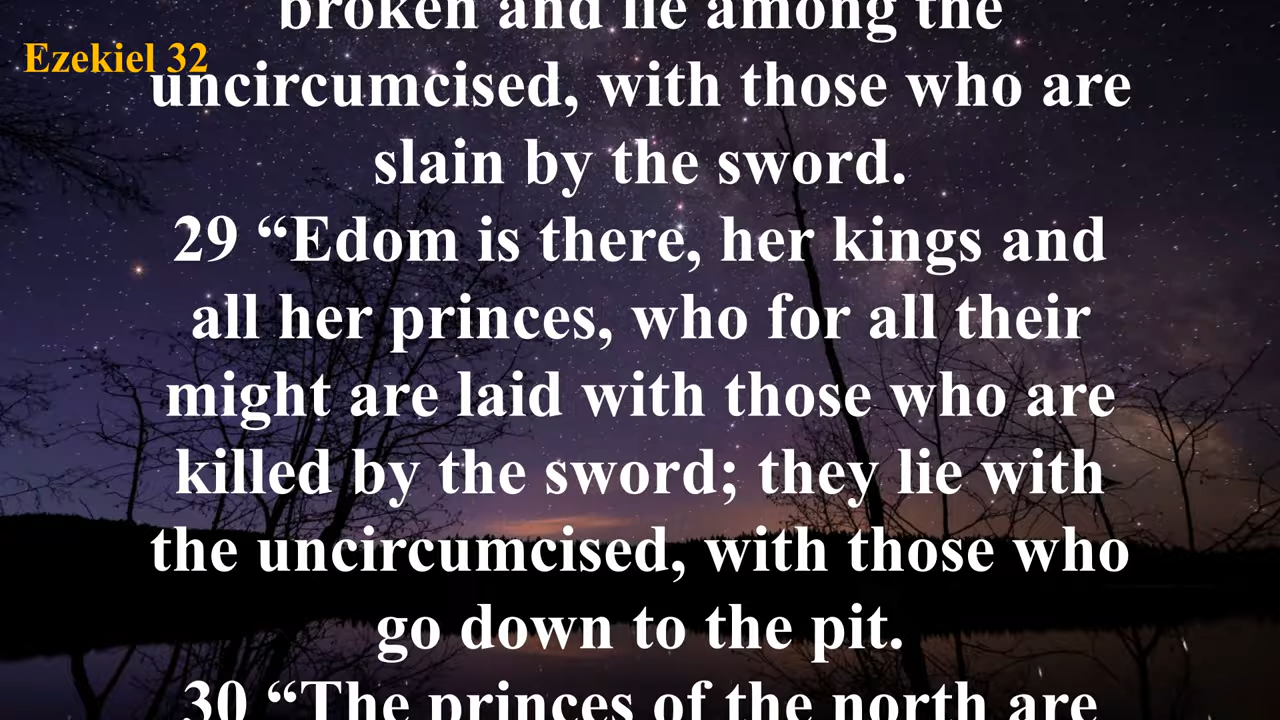 broken and lie among the
Ezekiel 32
uncircumcised, with those who are
slain by the sword.
29 “Edom is there, her kings and
all her princes, who for all their
might are laid with those who are
killed by the sword; they lie with
the uncircumcised, with those who
go down to the pit.
30 “The princes of the north are